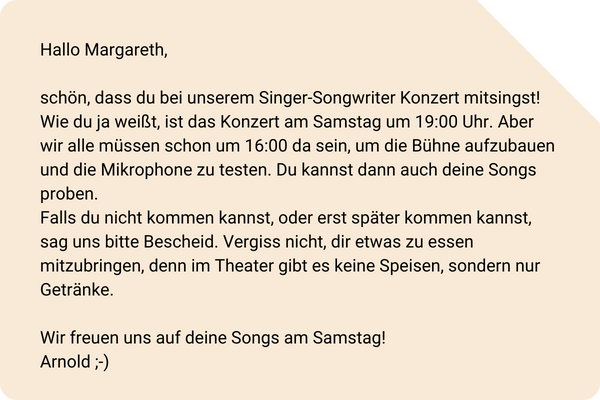 Hallo Margareth,
schön, dass du bei unserem Singer-Songwriter Konzert mitsingst!
Wie du ja weißt, ist das Konzert am Samstag um 19:00 Uhr. Aber
wir alle müssen schon um 16:00 da sein, um die Bühne aufzubauen
und die Mikrophone zu testen. Du kannst dann auch deine Songs
proben.
Falls du nicht kommen kannst, oder erst später kommen kannst,
sag uns bitte Bescheid. Vergiss nicht, dir etwas zu essen
mitzubringen, denn im Theater gibt es keine Speisen, sondern nur
Getränke.
Wir freuen uns auf deine Songs am Samstag!
Arnold ;-)